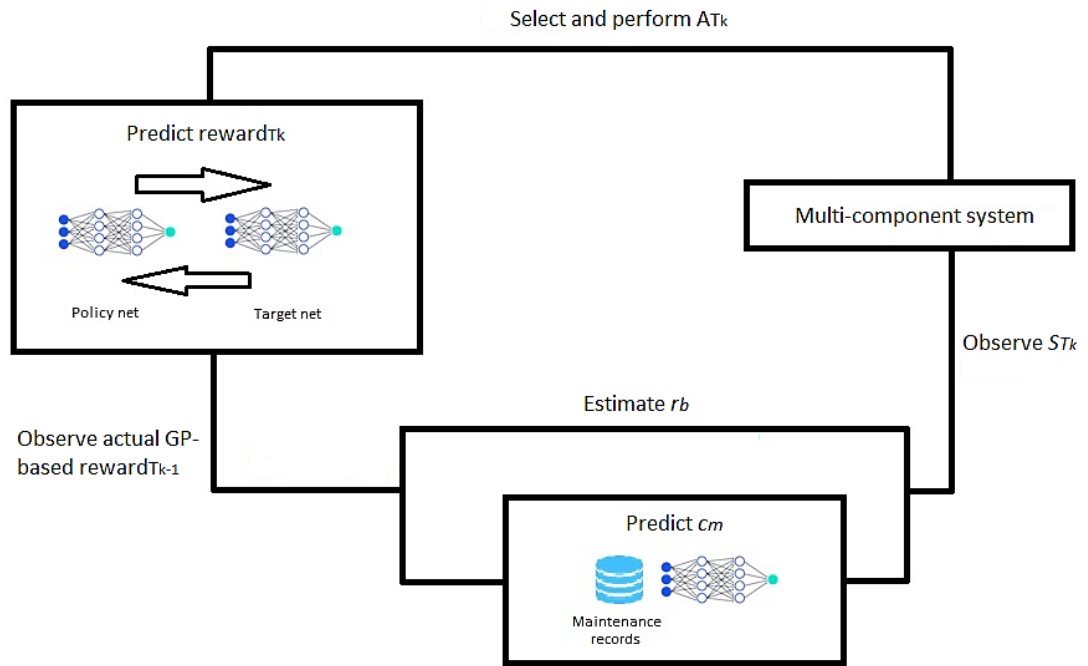 Select and perform ATk
Predict rewardTk
Policy net
Target net
Multi-component system
Observe STk
Estimate rb
Observe actual GP-
based rewardTk-1
Predict cm
Maintenance
records